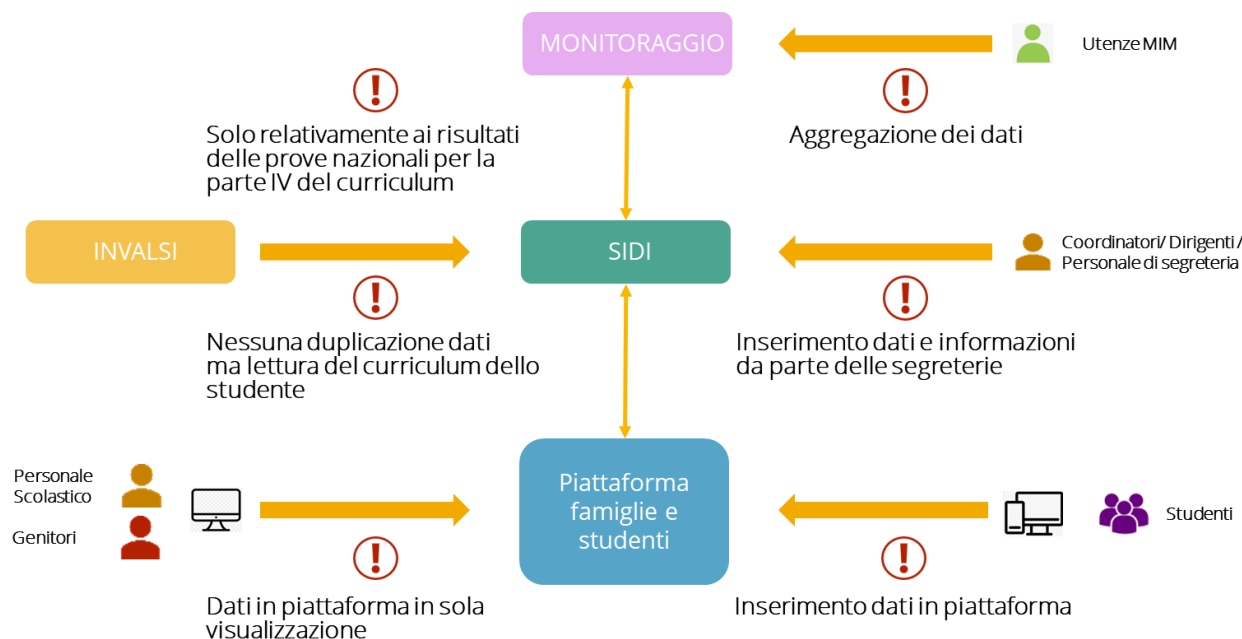 MONITORAGGIO
Utenze MIM
Solo relativamente ai risultati
delle prove nazionali per la
parte IV del curriculum
Aggregazione dei dati
INVALSI
SIDI
Coordinatori/ Dirigenti /
Personale di segreteria
Nessuna duplicazione dati
ma lettura del curriculum dello
studente
Inserimento dati e informazioni
da parte delle segreterie
Personale
Scolastico
Genitori
Piattaforma
famiglie e
studenti
Studenti
Dati in piattaforma in sola
visualizzazione
Inserimento dati in piattaforma